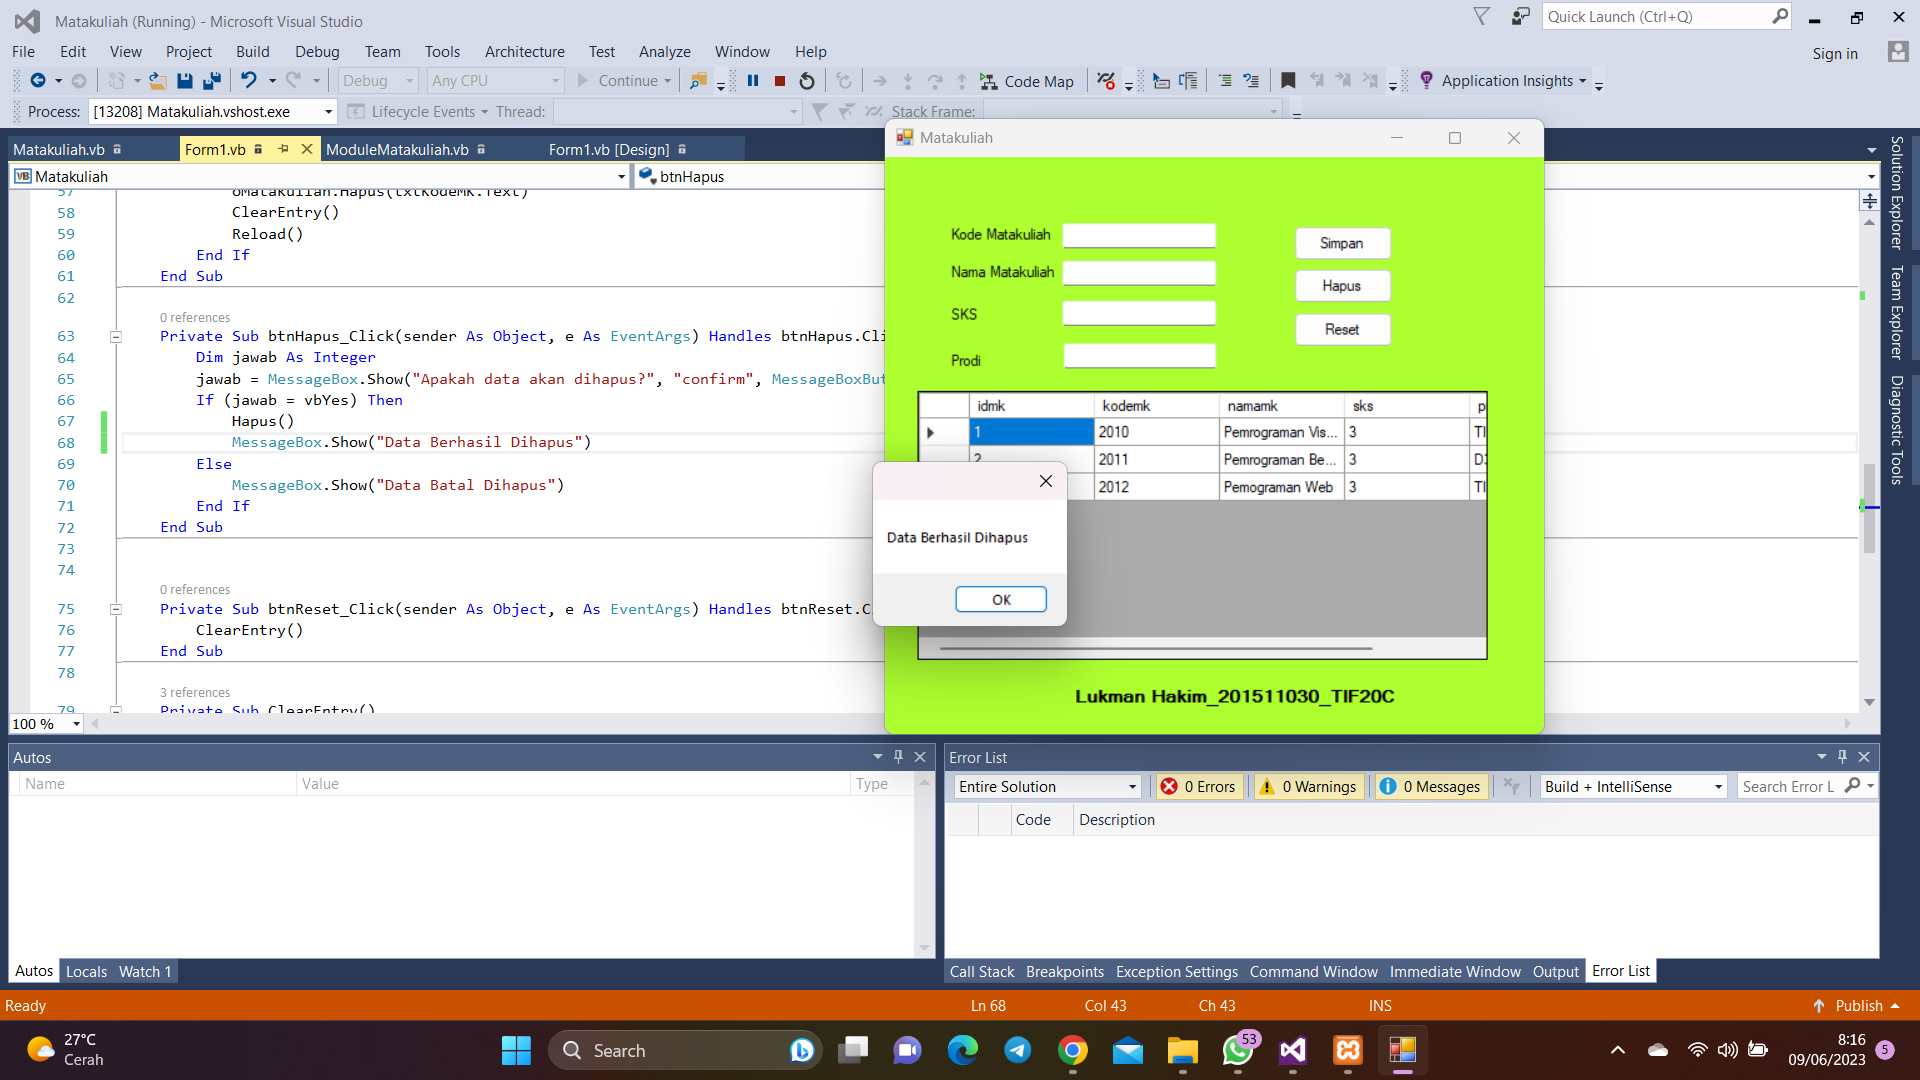 Matakuliah (Running) - Microsoft Visual Studio
Quick Launch (Ctrl+Q)
File Edit View Project Build Debug Team Tools Architecture Test Analyze Window Help
Sign in
Debug Any CPU Continue Code Map Application Insights
Process: [13208] Matakuliah.vshost.exe Lifecycle Events Thread: Stack Frame:
Matakuliah.vb Form1.vb ModuleMatakuliah.vb Form1.vb [Design]
Matakuliah btnHapus
57 oMatakuliah.Hapus(txtKodeMK.Text)
58 ClearEntry()
59 Reload()
60 End If
61 End Sub
62
0 references
63 Private Sub btnHapus_Click(sender As Object, e As EventArgs) Handles btnHapus.Cli
64 Dim jawab As Integer
65 jawab = MessageBox.Show("Apakah data akan dihapus?", "confirm", MessageBoxBut
66 If (jawab = vbYes) Then
67 Hapus()
68 MessageBox.Show("Data Berhasil Dihapus")
69 Else
70 MessageBox.Show("Data Batal Dihapus")
71 End If
72 End Sub
73
74
0 references
75 Private Sub btnReset_Click(sender As Object, e As EventArgs) Handles btnReset.C
76 ClearEntry()
77 End Sub
78
3 references
79 Private Sub ClearEntry()
100 %
Matakuliah
Kode Matakuliah
Nama Matakuliah
SKS
Prodi
Simpan
Hapus
Reset
idmk kodemk namamk sks p
1 2010 Pemrograman Vis... 3 TI
2 2011 Pemrograman Be... 3 D3
2012 Pemograman Web 3 TI
Data Berhasil Dihapus
OK
Lukman Hakim_201511030_TIF20C
Solution Explorer
Team Explorer
Diagnostic Tools
Autos
Name Value Type
Autos Locals Watch 1
Error List
Entire Solution 0 Errors 0 Warnings 0 Messages Build + IntelliSense Search Error L
Code Description
Call Stack Breakpoints Exception Settings Command Window Immediate Window Output Error List
Ready Ln 68 Col 43 Ch 43 INS Publish
27°C
Cerah
Search
53
8:16
09/06/2023
5